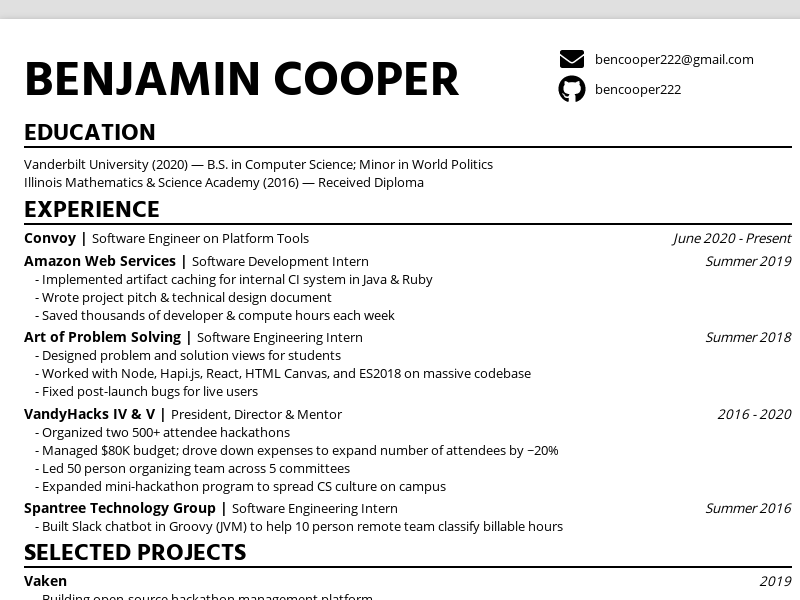 BENJAMIN COOPER
bencooper222@gmail.com
bencooper222
EDUCATION
Vanderbilt University (2020) — B.S. in Computer Science; Minor in World Politics
Illinois Mathematics & Science Academy (2016) — Received Diploma
EXPERIENCE
Convoy | Software Engineer on Platform Tools June 2020 - Present
Amazon Web Services | Software Development Intern Summer 2019
- Implemented artifact caching for internal CI system in Java & Ruby
- Wrote project pitch & technical design document
- Saved thousands of developer & compute hours each week
Art of Problem Solving | Software Engineering Intern Summer 2018
- Designed problem and solution views for students
- Worked with Node, Hapi.js, React, HTML Canvas, and ES2018 on massive codebase
- Fixed post-launch bugs for live users
VandyHacks IV & V | President, Director & Mentor 2016 - 2020
- Organized two 500+ attendee hackathons
- Managed $80K budget; drove down expenses to expand number of attendees by ~20%
- Led 50 person organizing team across 5 committees
- Expanded mini-hackathon program to spread CS culture on campus
Spantree Technology Group | Software Engineering Intern Summer 2016
- Built Slack chatbot in Groovy (JVM) to help 10 person remote team classify billable hours
SELECTED PROJECTS
Vaken 2019
- Building open-source hackathon management platform